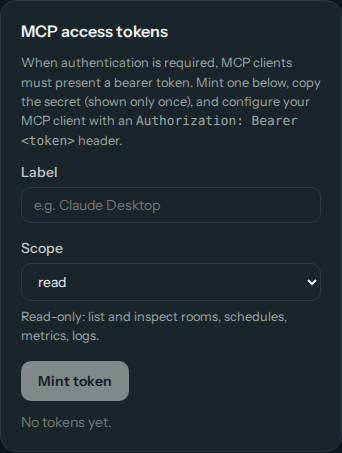 MCP access tokens
When authentication is required, MCP clients
must present a bearer token. Mint one below, copy
the secret (shown only once), and configure your
MCP client with an Authorization: Bearer
<token> header.
Label
e.g. Claude Desktop
Scope
read
Read-only: list and inspect rooms, schedules,
metrics, logs.
Mint token
No tokens yet.